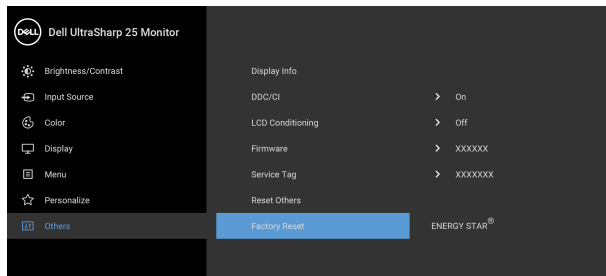 DELL Dell UltraSharp 25 Monitor
Brightness/Contrast Display Info
Input Source DDC/CI > On
Color LCD Conditioning > Off
Display Firmware > XXXXXX
Menu Service Tag > XXXXXXX
Personalize Reset Others
Others Factory Reset ENERGY STAR®